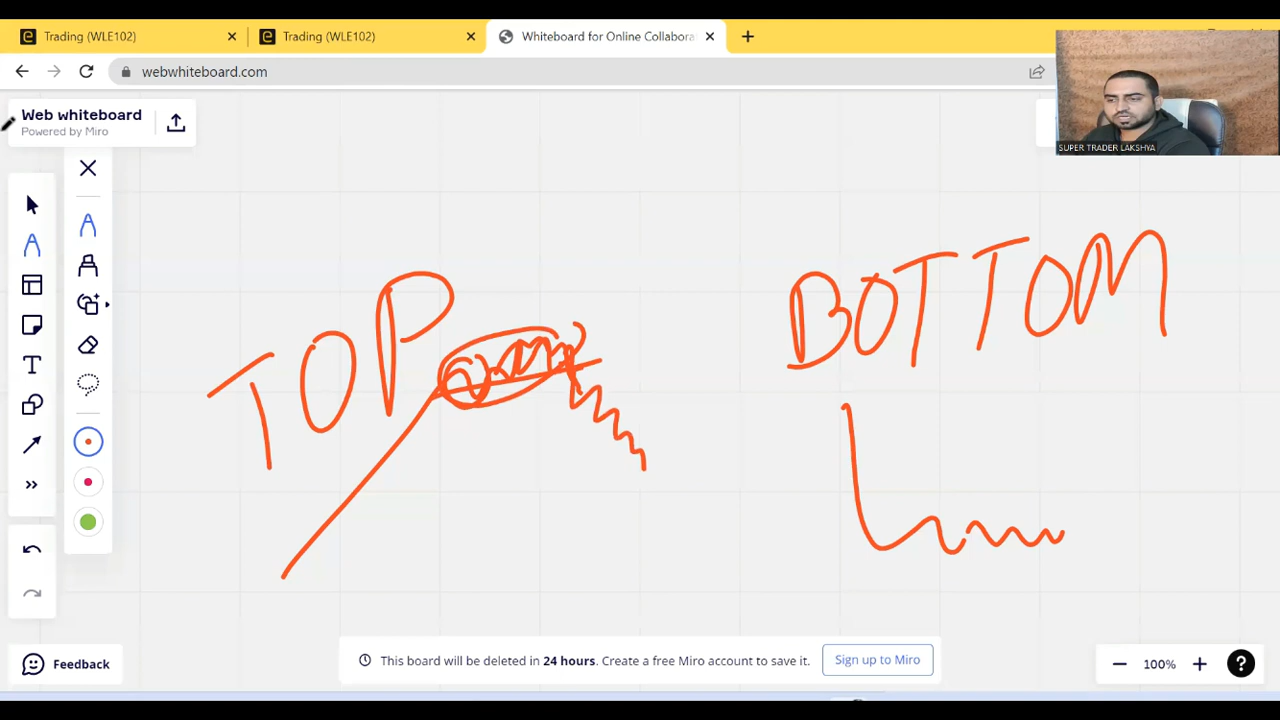 Trading (WLE102)
Trading (WLE102)
Whiteboard for Online Collabora
webwhiteboard.com
SUPER TRADER LAKSHYA
Web whiteboard
Powered by Miro
TOP
BOTTOM
Feedback
This board will be deleted in 24 hours. Create a free Miro account to save it.
Sign up to Miro
100%